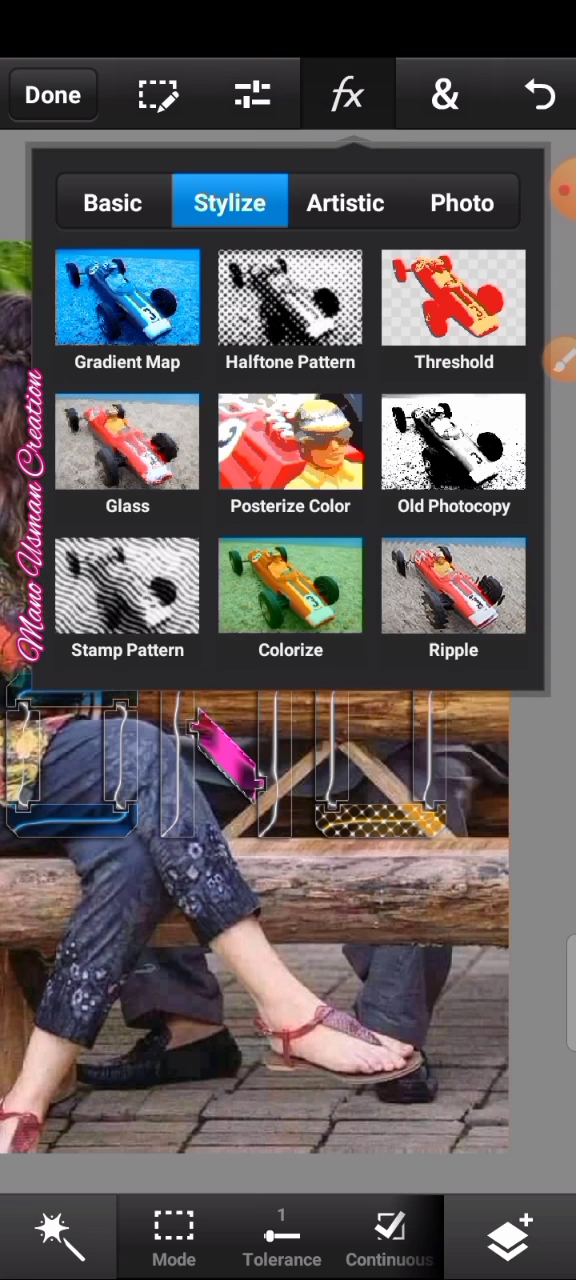 Done
fx
&
Basic Stylize Artistic Photo
Gradient Map Halftone Pattern Threshold
Glass Posterize Color Old Photocopy
Stamp Pattern Colorize Ripple
Mano Usman Creation
1
Mode Tolerance Continuous